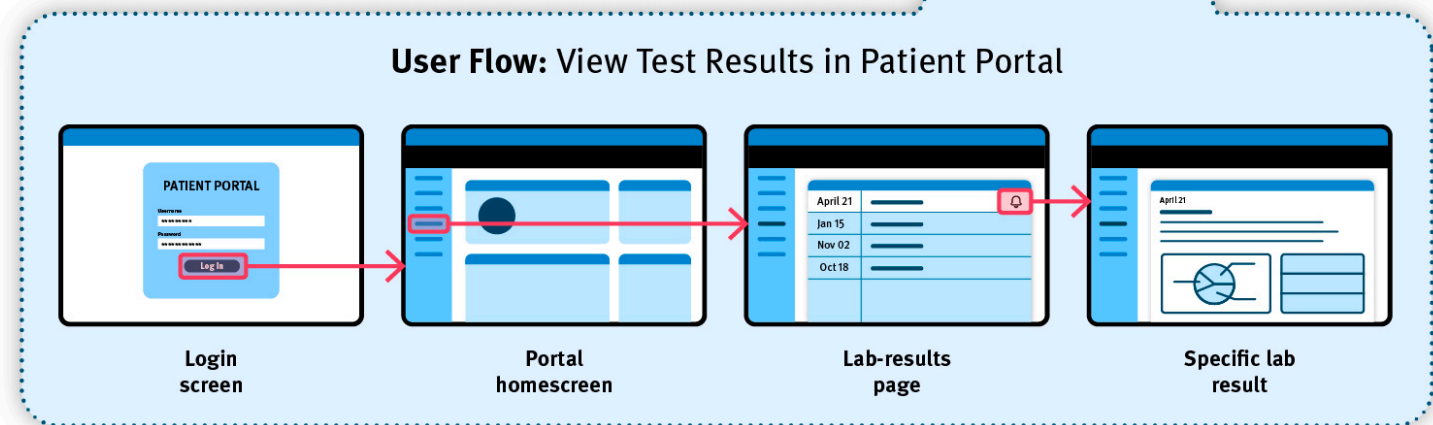 User Flow: View Test Results in Patient Portal
PATIENT PORTAL
Username
Password
Log In
April 21
Jan 15
Nov 02
Oct 18
April 21
Login
screen
Portal
homescreen
Lab-results
page
Specific lab
result